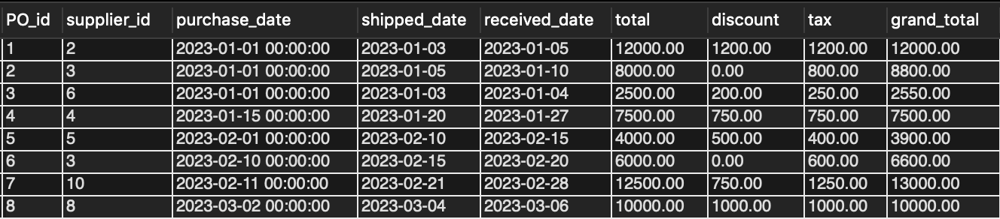 PO_id supplier_id purchase_date shipped_date received_date total discount tax grand_total
1 2 2023-01-01 00:00:00 2023-01-03 2023-01-05 12000.00 1200.00 1200.00 12000.00
2 3 2023-01-01 00:00:00 2023-01-05 2023-01-10 8000.00 0.00 800.00 8800.00
3 6 2023-01-01 00:00:00 2023-01-03 2023-01-04 2500.00 200.00 250.00 2550.00
4 4 2023-01-15 00:00:00 2023-01-20 2023-01-27 7500.00 750.00 750.00 7500.00
5 5 2023-02-01 00:00:00 2023-02-10 2023-02-15 4000.00 500.00 400.00 3900.00
6 3 2023-02-10 00:00:00 2023-02-15 2023-02-20 6000.00 0.00 600.00 6600.00
7 10 2023-02-11 00:00:00 2023-02-21 2023-02-28 12500.00 750.00 1250.00 13000.00
8 8 2023-03-02 00:00:00 2023-03-04 2023-03-06 10000.00 1000.00 1000.00 10000.00